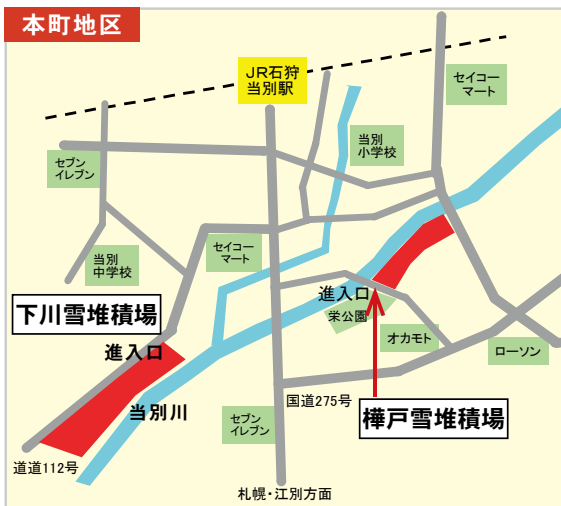 本町地区
JR石狩
当別駅
セイコー
マート
当別
小学校
セブン
イレブン
当別
中学校
セイコー
マート
下川雪堆積場
進入口
進入口
栄公園
オカモト
ローソン
当別川
国道275号
セブン
イレブン
樺戸雪堆積場
道道112号
札幌・江別方面